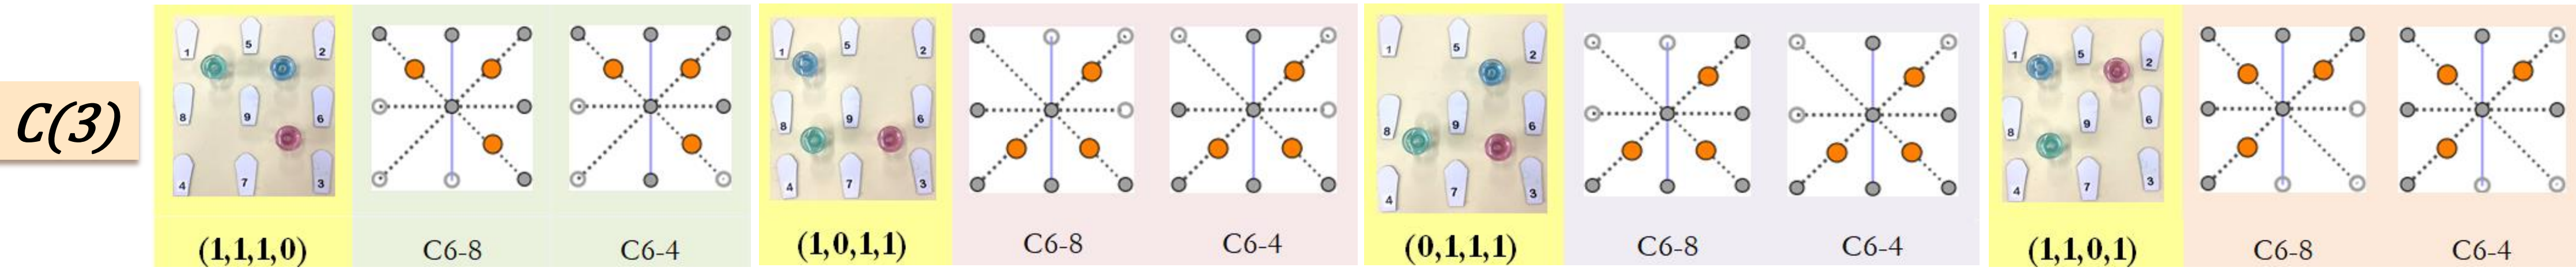 C(3)
1 5 2
8 9 6
4 7 3
(1,1,1,0) C6-8 C6-4
1 5 2
8 9 6
4 7 3
(1,0,1,1) C6-8 C6-4
1 5 2
8 9 6
4 7 3
(0,1,1,1) C6-8 C6-4
1 5 2
8 9 6
4 7 3
(1,1,0,1) C6-8 C6-4